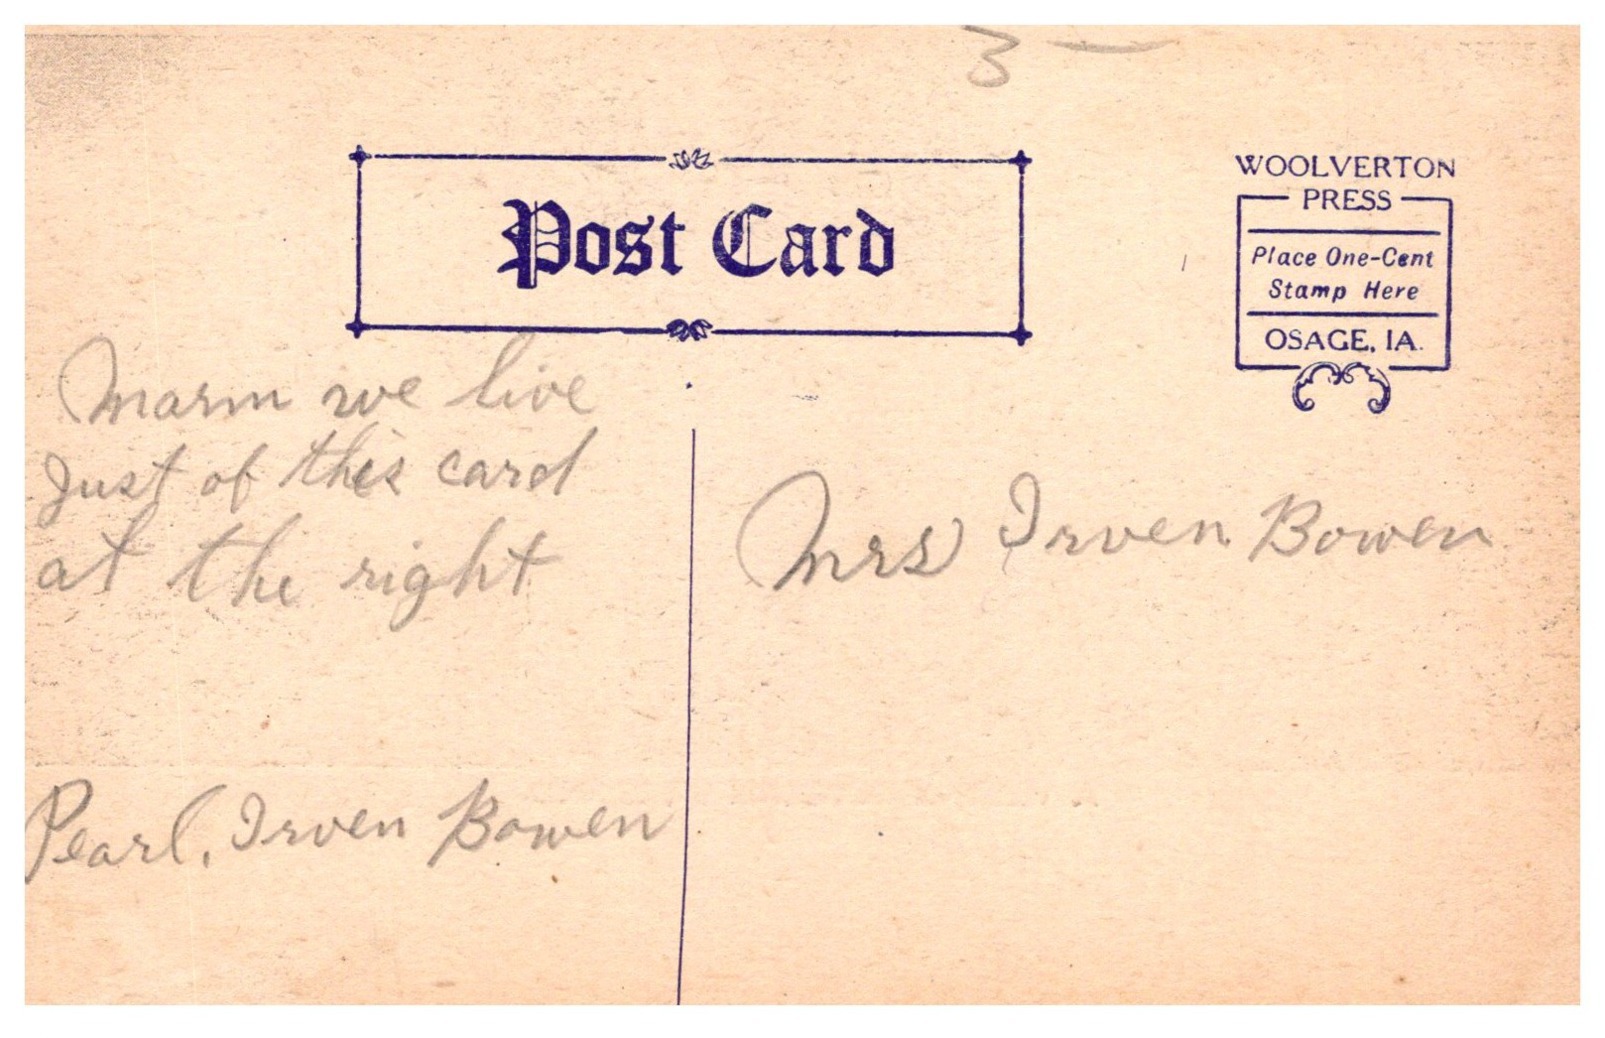 3 —
Post Card
WOOLVERTON
PRESS
Place One-Cent
Stamp Here
OSAGE, IA.
Marm we live
Just of this card
at the right
Pearl, Irven Bowen
Mrs Irven Bowen